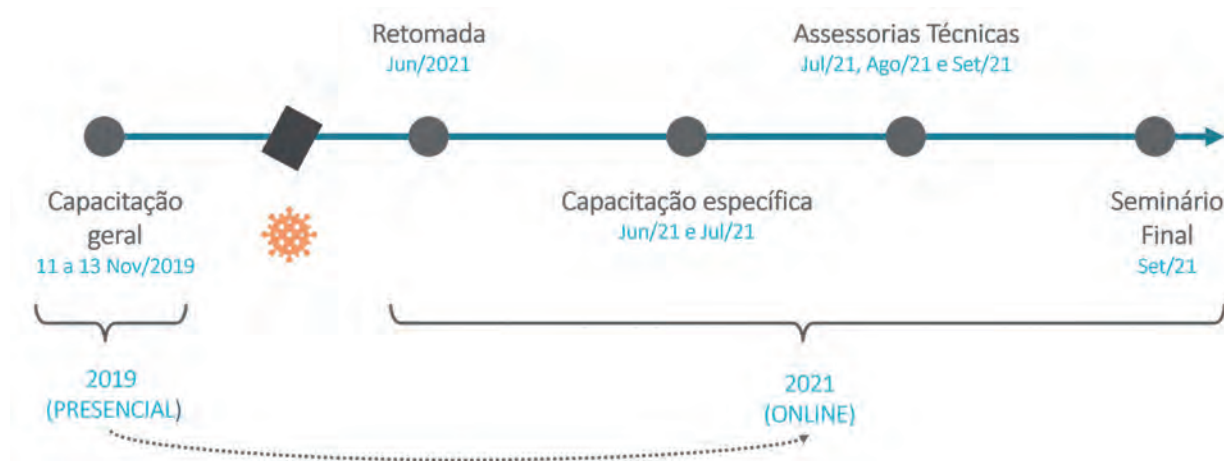 Retomada
Jun/2021
Assessorias Técnicas
Jul/21, Ago/21 e Set/21
Capacitação
geral
11 a 13 Nov/2019
Capacitação específica
Jun/21 e Jul/21
Seminário
Final
Set/21
2019
(PRESENCIAL)
2021
(ONLINE)